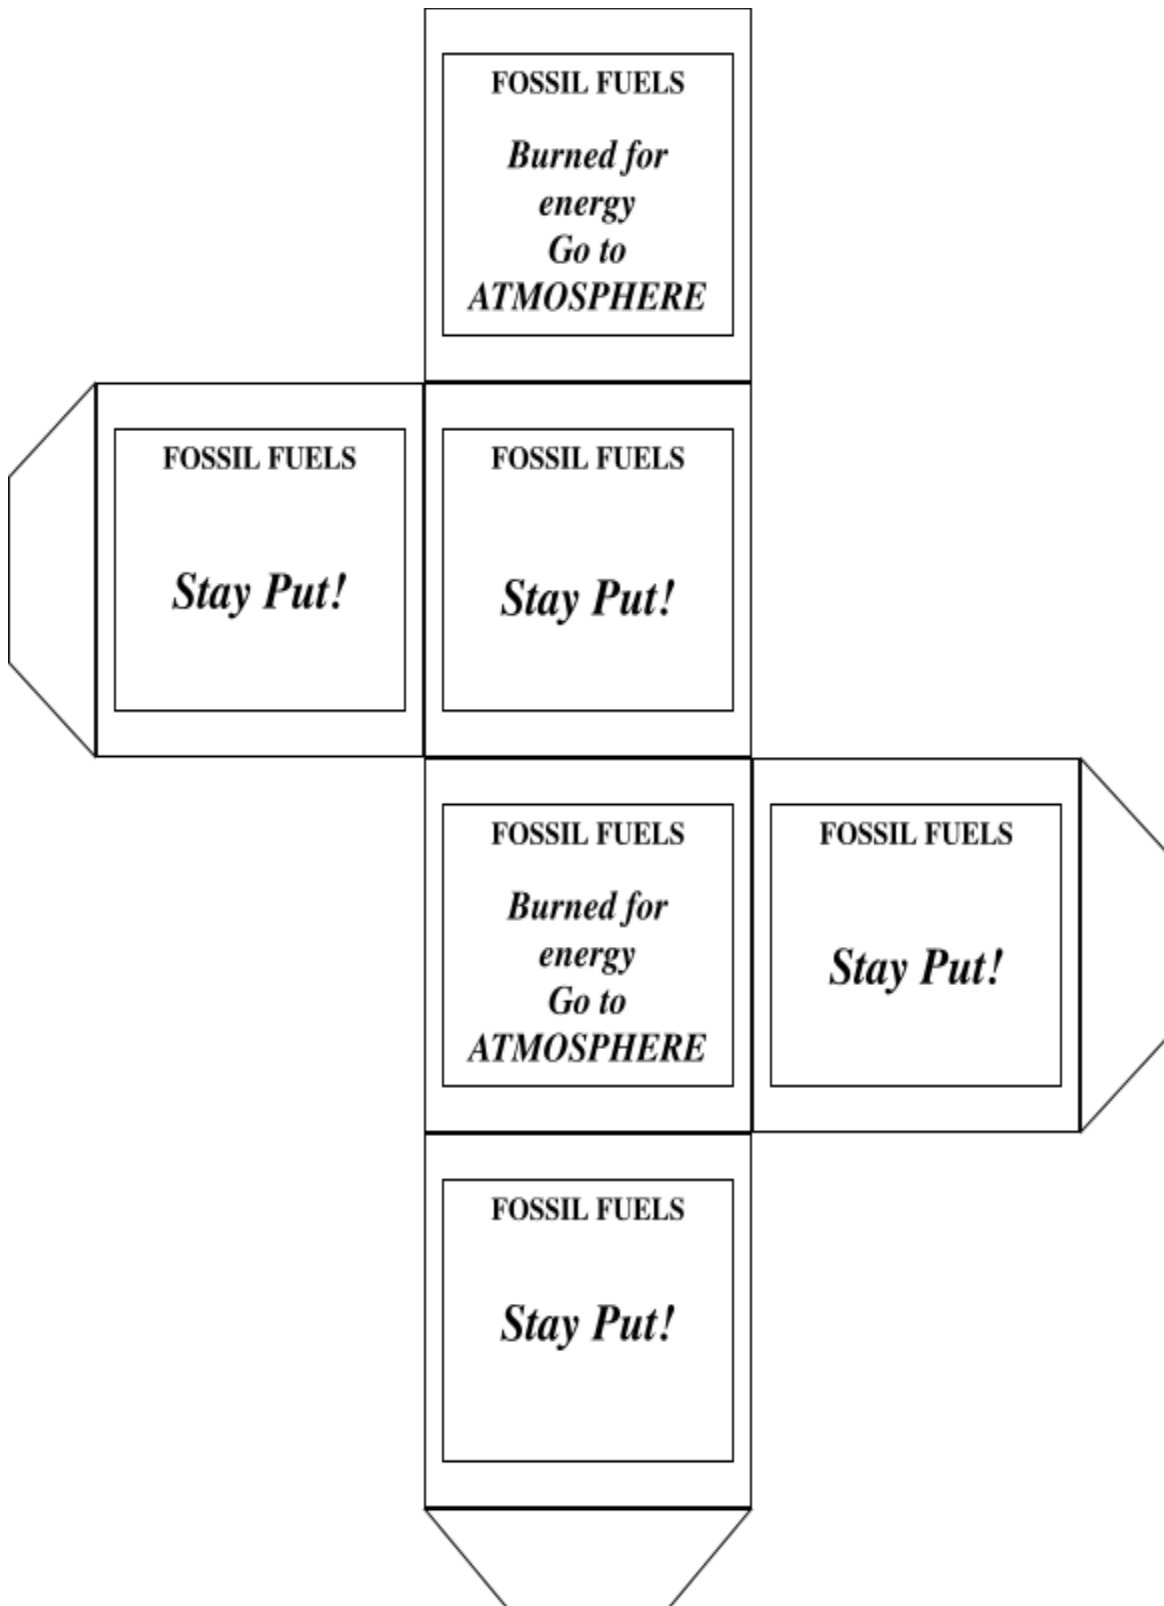 FOSSIL FUELS
Burned for
energy
Go to
ATMOSPHERE
FOSSIL FUELS
Stay Put!
FOSSIL FUELS
Stay Put!
FOSSIL FUELS
Burned for
energy
Go to
ATMOSPHERE
FOSSIL FUELS
Stay Put!
FOSSIL FUELS
Stay Put!